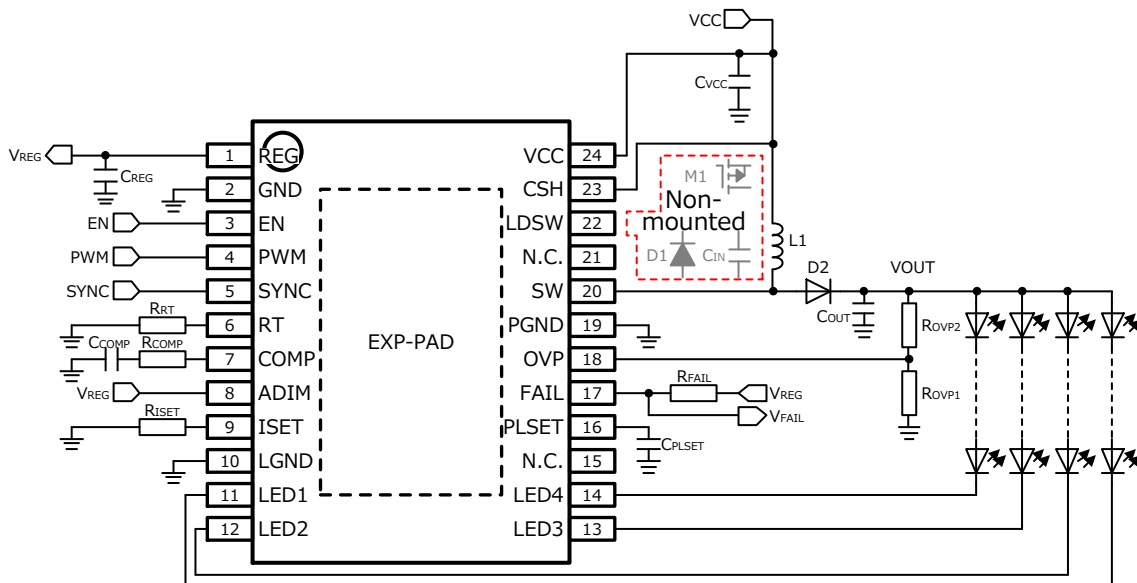 VCC
CVCC
VREG
CREG
1 REG
VCC 24
2 GND
CSH 23
M1
Non-
mounted
D1
CIN
EN
3 EN
LDSW 22
PWM
4 PWM
N.C. 21
L1
SYNC
5 SYNC
SW 20
D2
VOUT
RRT
6 RT
PGND 19
COUT
ROVP2
EXP-PAD
CCOMP
RCOMP
7 COMP
OVP 18
VREG
8 ADIM
FAIL 17
RFAIL
VREG
ROVP1
VFAIL
RISET
9 ISET
PLSET 16
CPLSET
10 LGND
N.C. 15
11 LED1
LED4 14
12 LED2
LED3 13